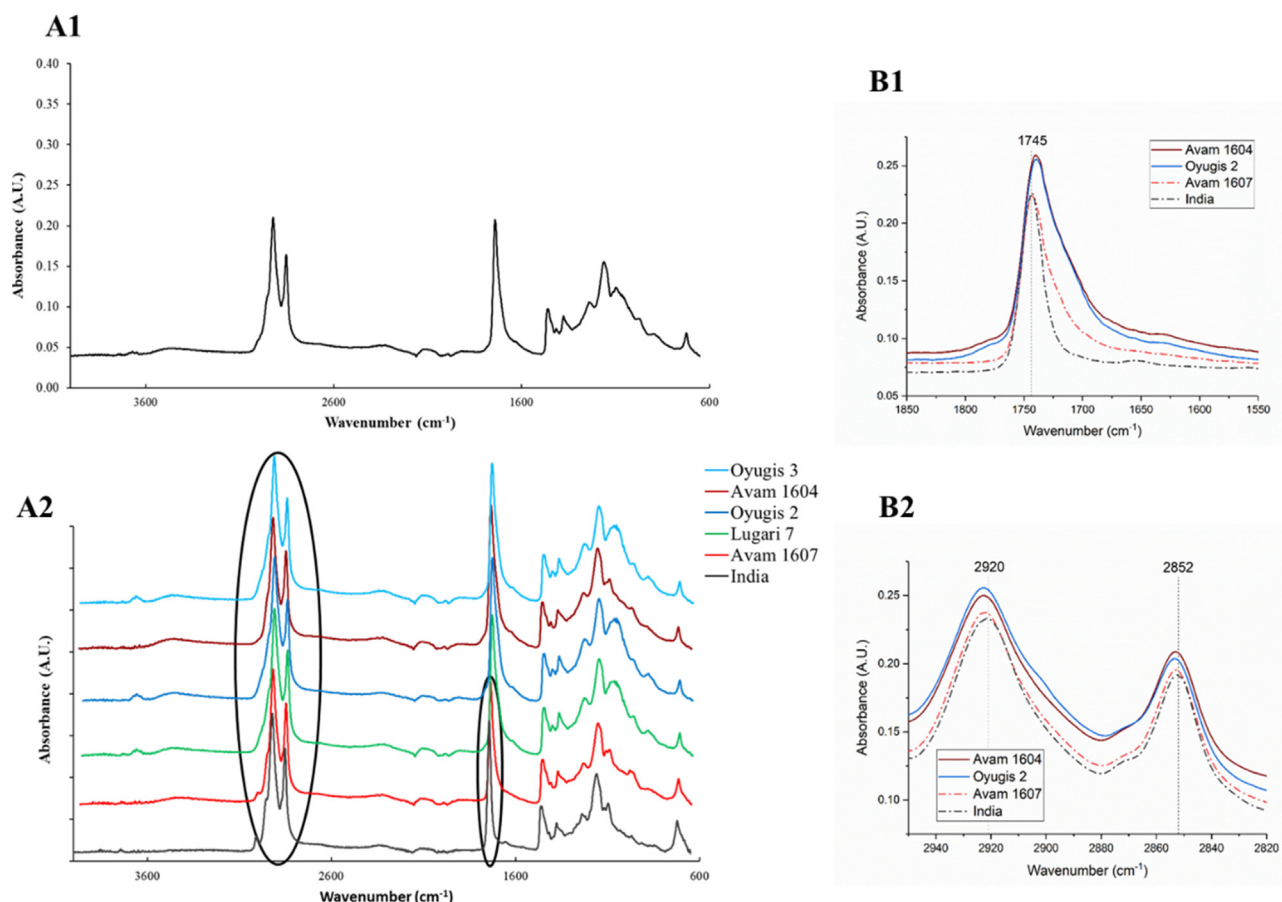 A1
0.40
0.35
0.30
0.25
0.20
0.15
0.10
0.05
0.00
Absorbance (A.U.)
3600 2600 1600 600
Wavenumber (cm-1)
B1
1745
0.25
0.20
0.15
0.10
0.05
Absorbance (A.U.)
Avam 1604
Oyugis 2
Avam 1607
India
1850 1800 1750 1700 1650 1600 1550
Wavenumber (cm-1)
A2
Absorbance (A.U.)
Oyugis 3
Avam 1604
Oyugis 2
Lugari 7
Avam 1607
India
3600 2600 1600 600
Wavenumber (cm-1)
B2
2920 2852
0.25
0.20
0.15
0.10
Absorbance (A.U.)
Avam 1604
Oyugis 2
Avam 1607
India
2940 2920 2900 2880 2860 2840 2820
Wavenumber (cm-1)